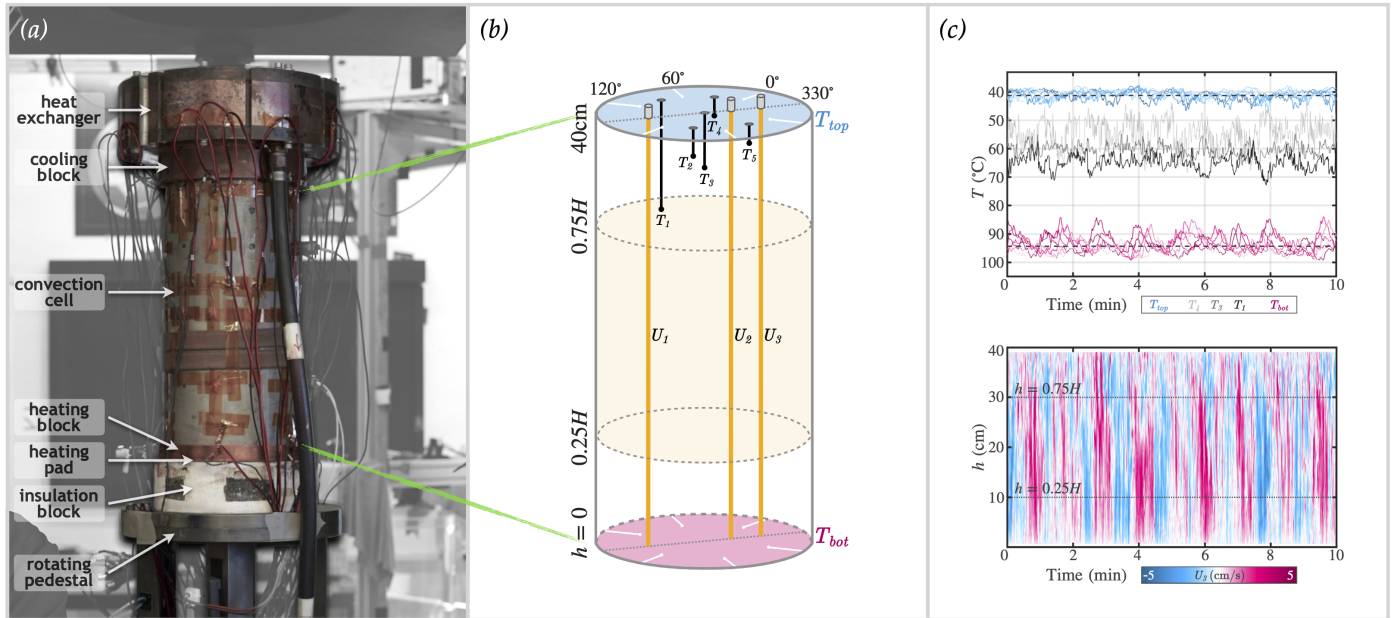 (a)
heat
exchanger
cooling
block
convection
cell
heating
block
heating
pad
insulation
block
rotating
pedestal
(b)
120° 60° 0° 330°
40cm
T_top
T_4
T_2
T_5
T_3
T_1
0.75H
U_1 U_2 U_3
0.25H
h = 0
T_bot
(c)
40
50
60
70
80
90
100
T (°C)
0 2 4 6 8 10
Time (min)
T_top T_4 T_3 T_1 T_bot
40
30
20
10
h (cm)
h = 0.75H
h = 0.25H
0 2 4 6 8 10
Time (min)
-5 U_3 (cm/s) 5